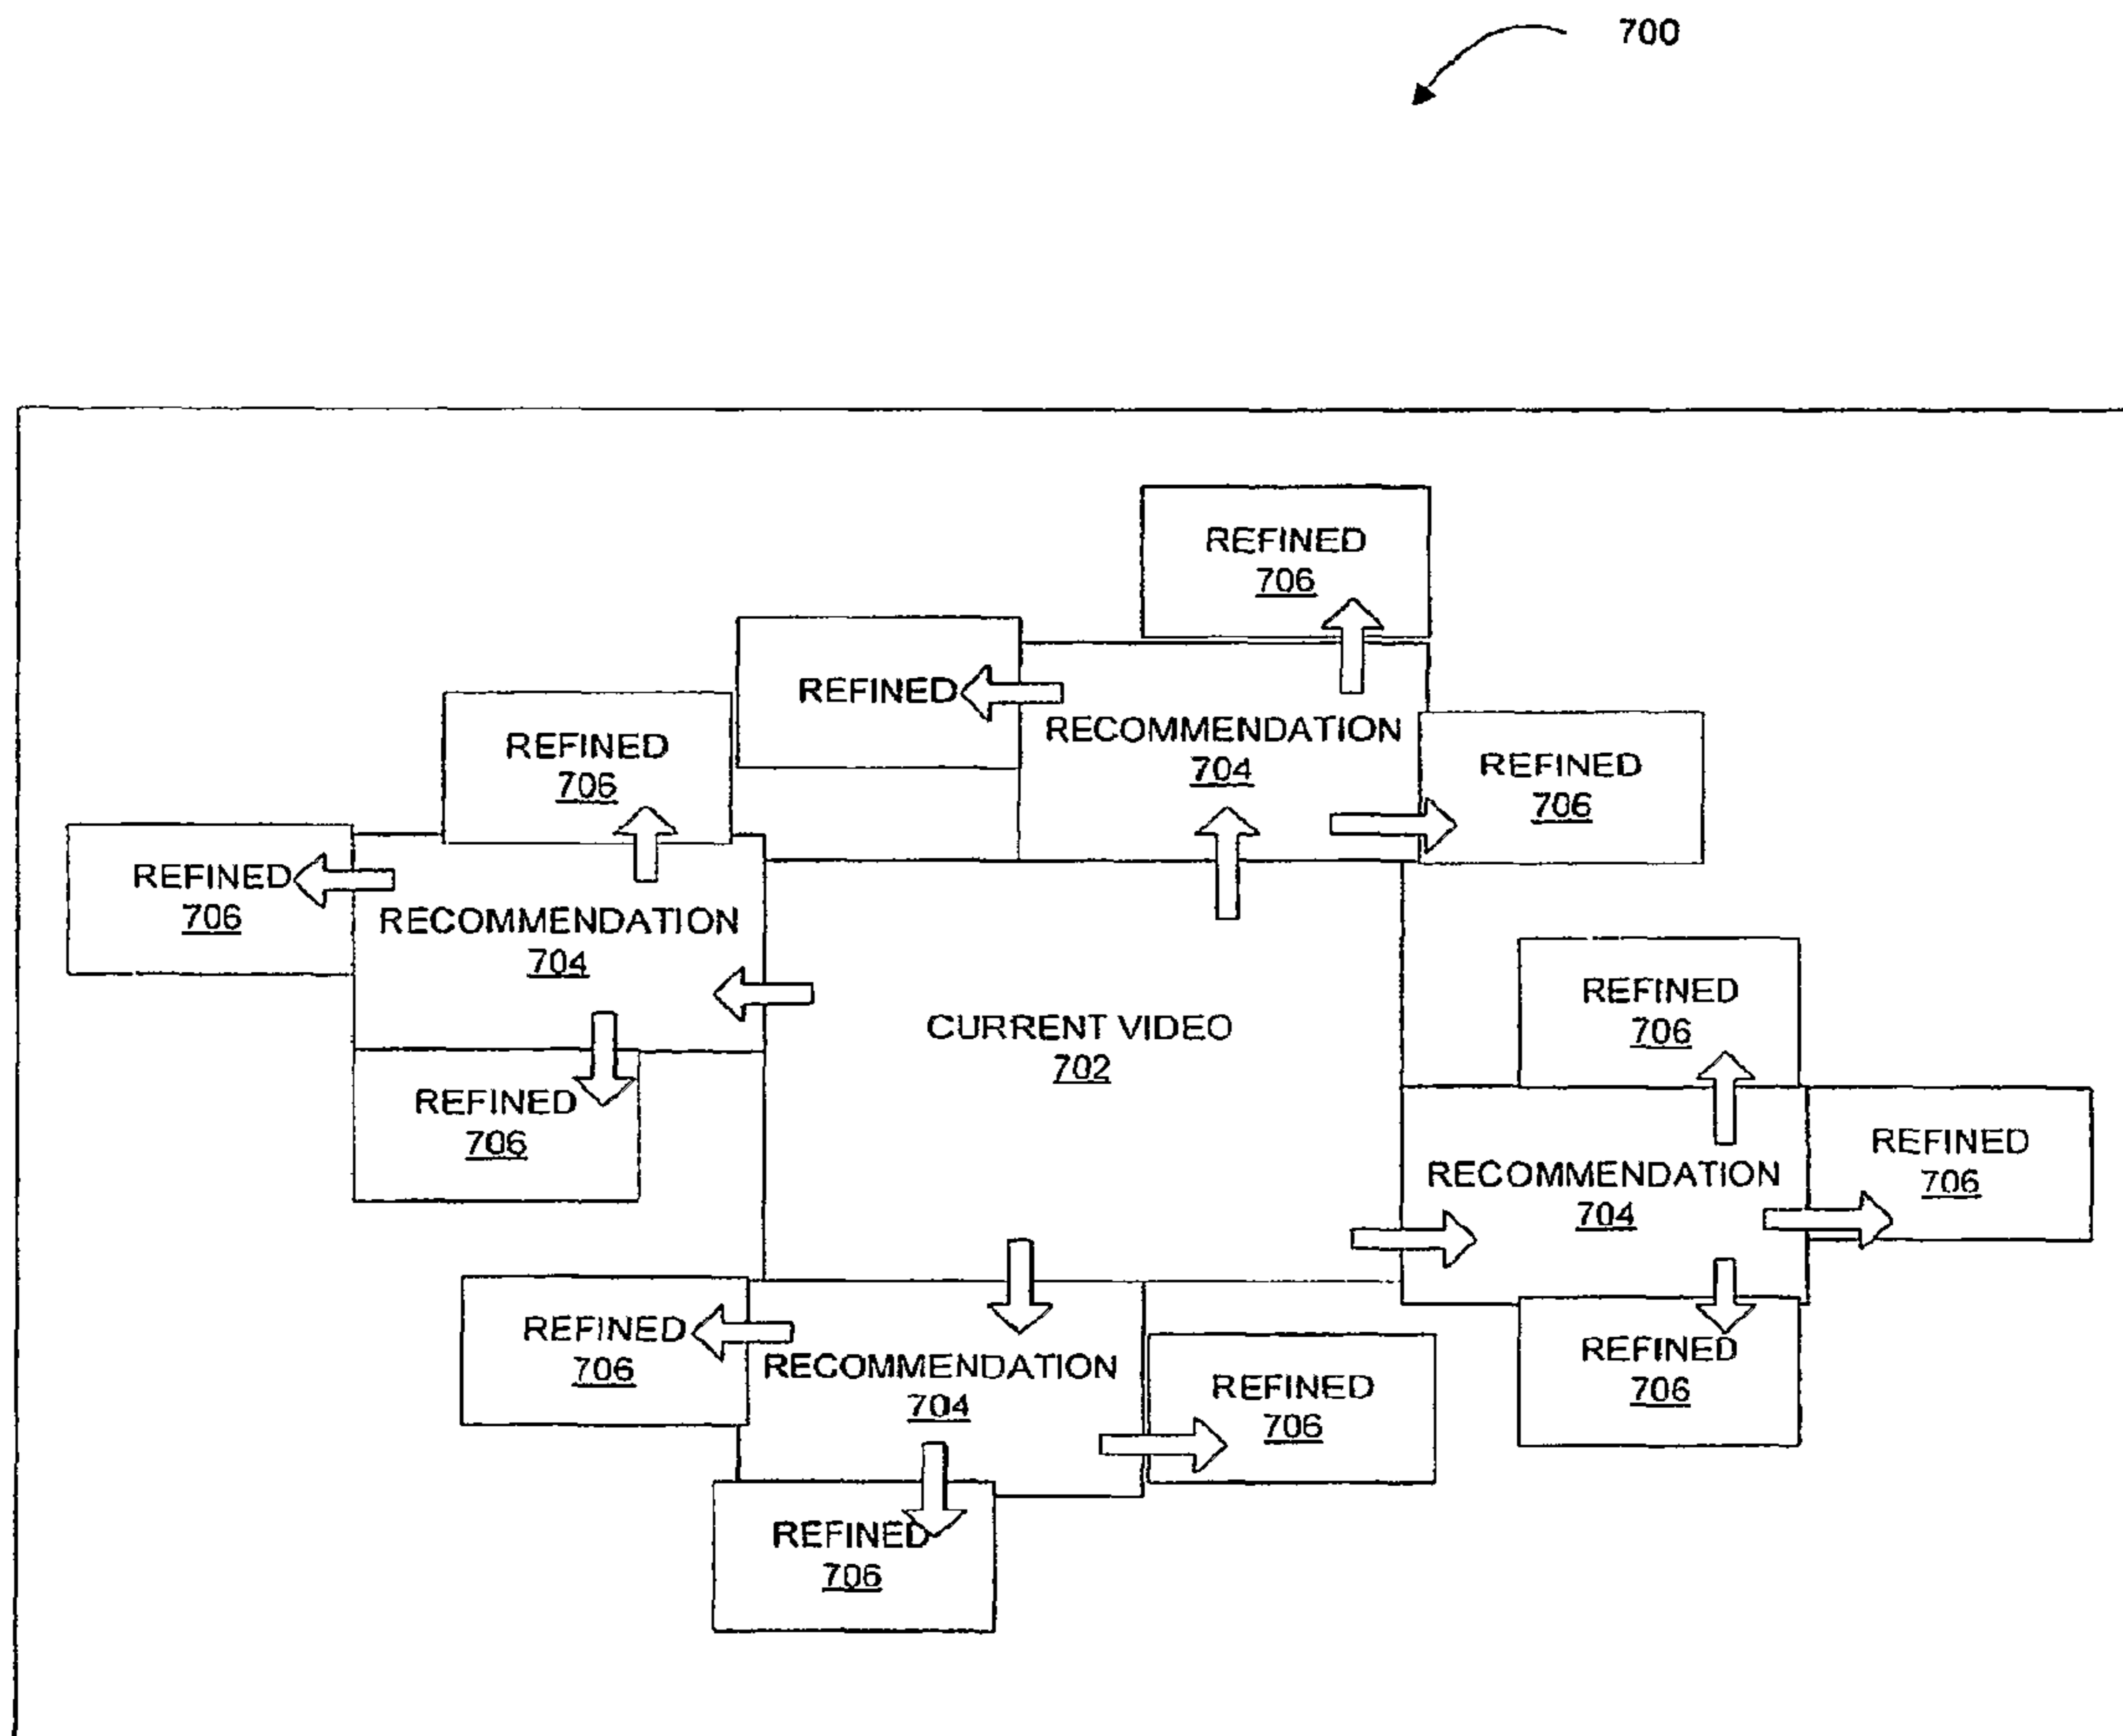 700
REFINED
706
REFINED
RECOMMENDATION
704
REFINED
706
REFINED
706
REFINED
706
RECOMMENDATION
704
REFINED
706
CURRENT VIDEO
702
REFINED
706
RECOMMENDATION
704
REFINED
706
REFINED
706
REFINED
706
RECOMMENDATION
704
REFINED
706
REFINED
706